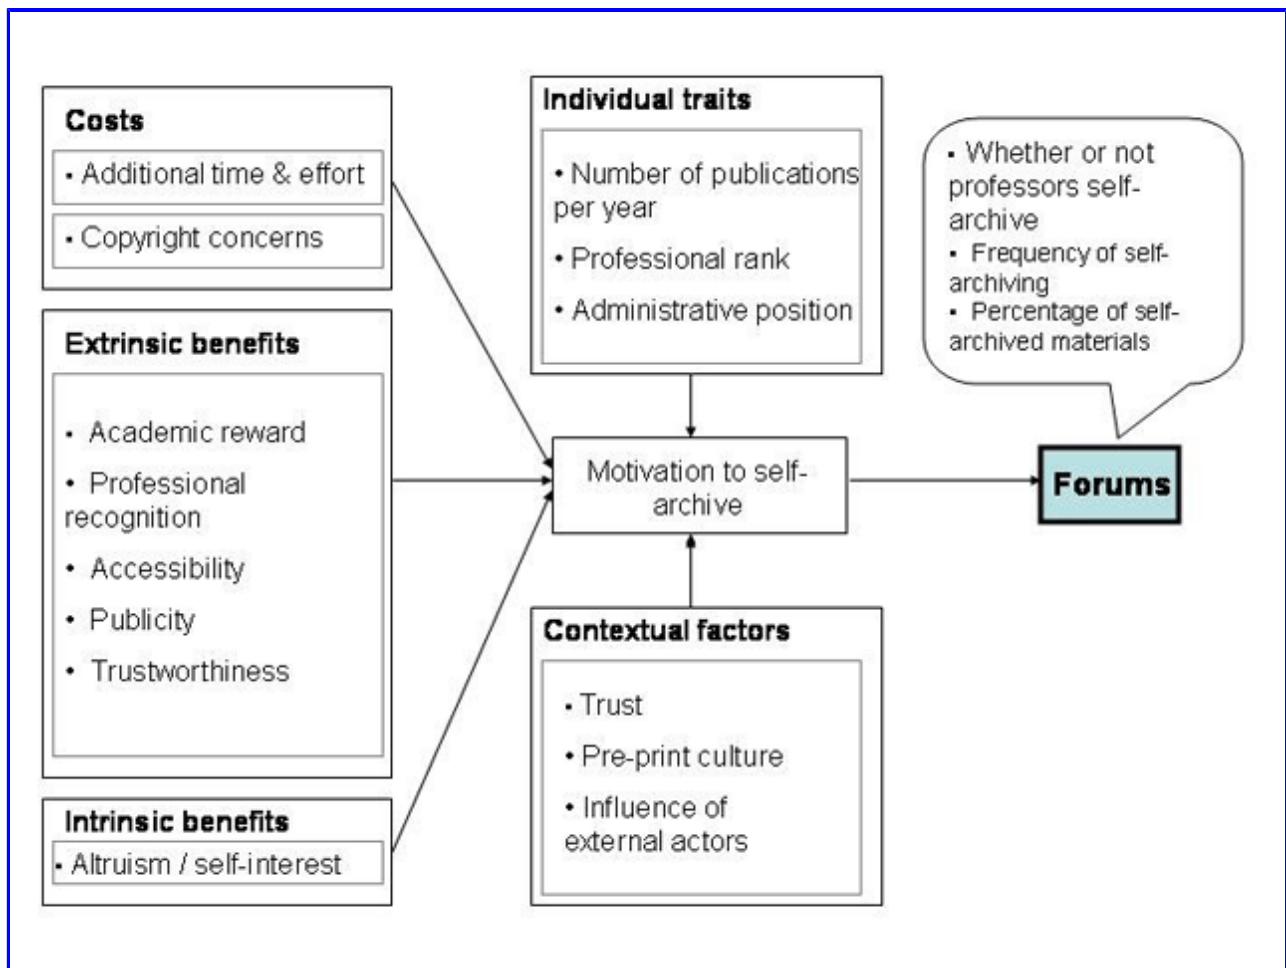 Costs
▪ Additional time & effort
▪ Copyright concerns
Extrinsic benefits
▪ Academic reward
• Professional
recognition
• Accessibility
• Publicity
• Trustworthiness
Intrinsic benefits
▪ Altruism / self-interest
Individual traits
• Number of publications
per year
• Professional rank
• Administrative position
Motivation to self-
archive
Contextual factors
▪ Trust
• Pre-print culture
• Influence of
external actors
▪ Whether or not
professors self-
archive
▪ Frequency of self-
archiving
▪ Percentage of self-
archived materials
Forums